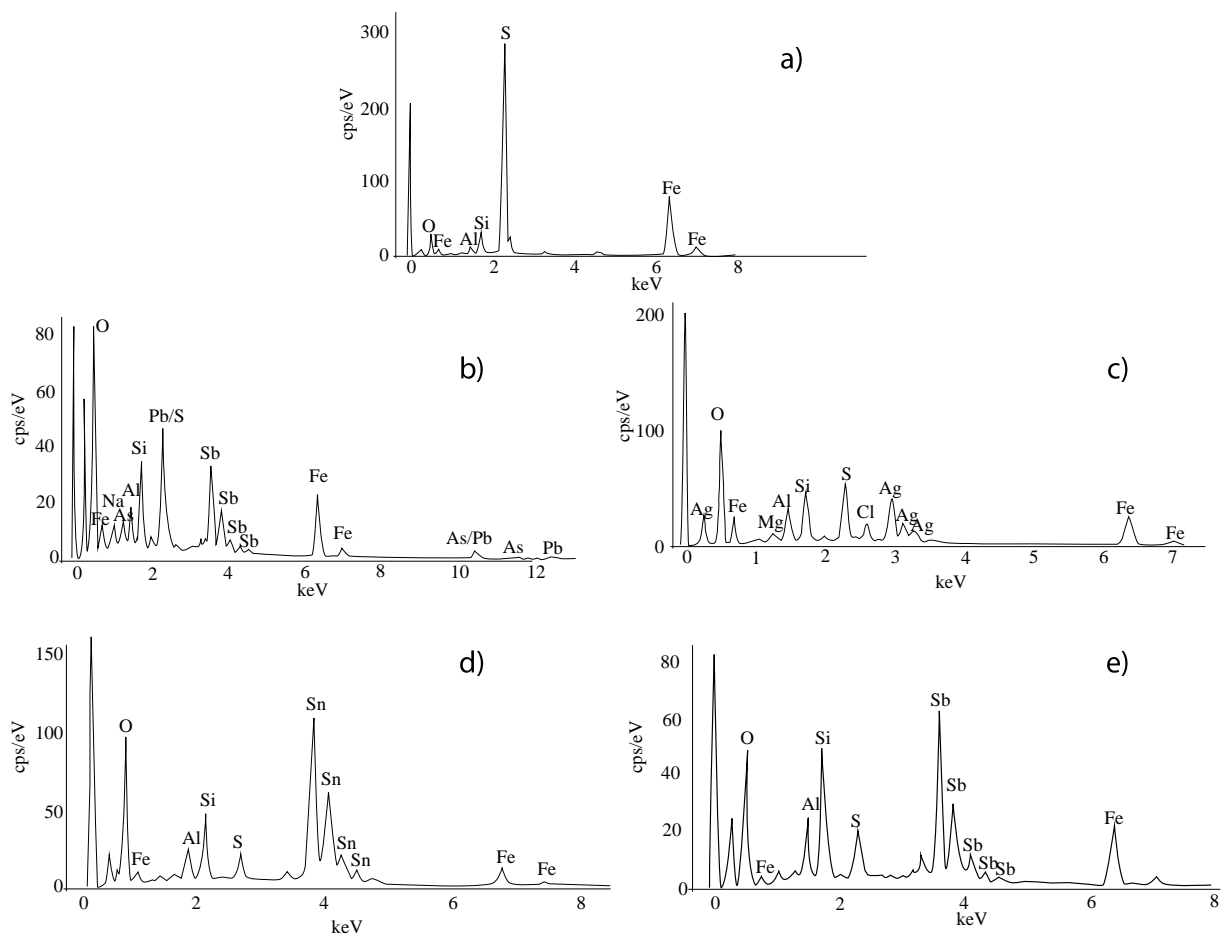 a)
300
200
100
0
cps/eV
S
O
Fe
Al
Si
Fe
Fe
0 2 4 6 8
keV
b)
80
60
40
20
0
cps/eV
O
Fe
Na
As
Al
Si
Pb/S
Sb
Sb
Sb
Sb
Fe
Fe
As/Pb
As
Pb
0 2 4 6 8 10 12
keV
c)
200
100
0
cps/eV
Ag
O
Fe
Mg
Al
Si
S
Cl
Ag
Ag
Ag
Fe
Fe
0 1 2 3 4 5 6 7
keV
d)
150
100
50
0
cps/eV
O
Fe
Al
Si
S
Sn
Sn
Sn
Sn
Fe
Fe
0 2 4 6 8
keV
e)
80
60
40
20
0
cps/eV
O
Fe
Al
Si
S
Sb
Sb
Sb
Sb
Sb
Fe
0 2 4 6 8
keV